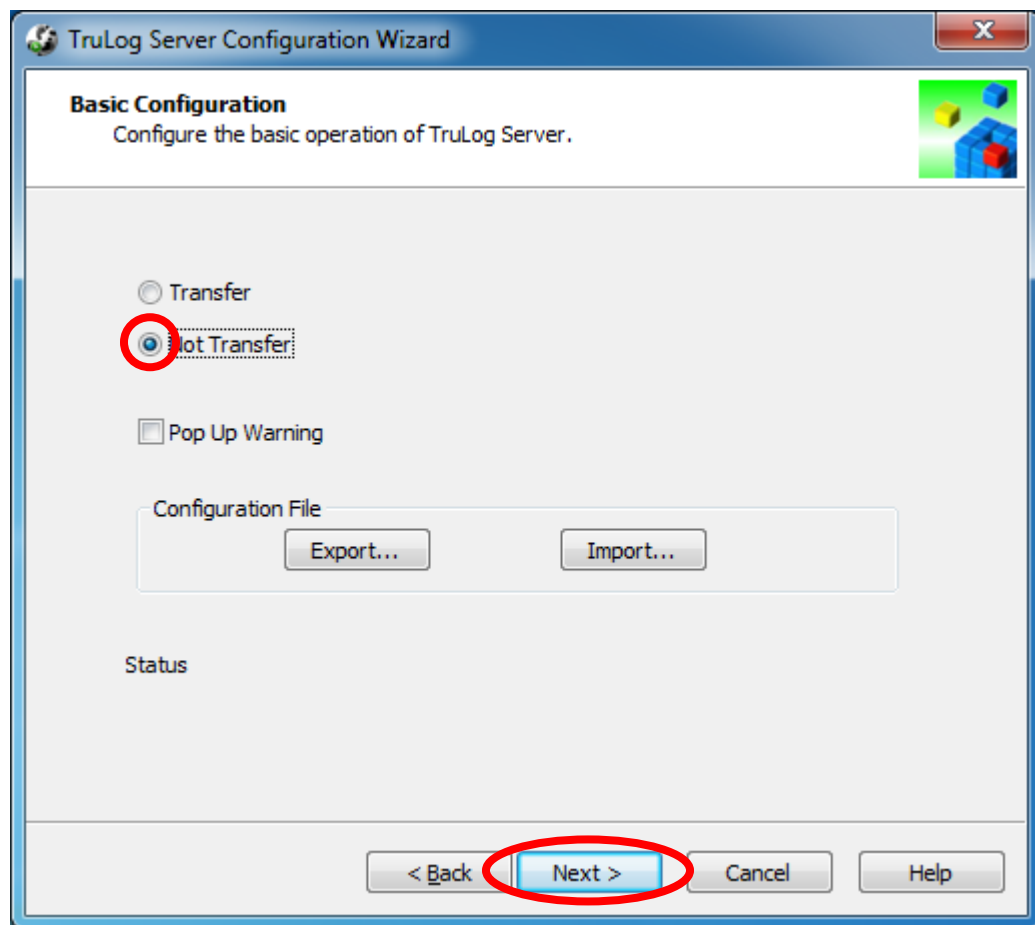 TruLog Server Configuration Wizard
Basic Configuration
Configure the basic operation of TruLog Server.
Transfer
Not Transfer
Pop Up Warning
Configuration File
Export...
Import...
Status
< Back
Next >
Cancel
Help